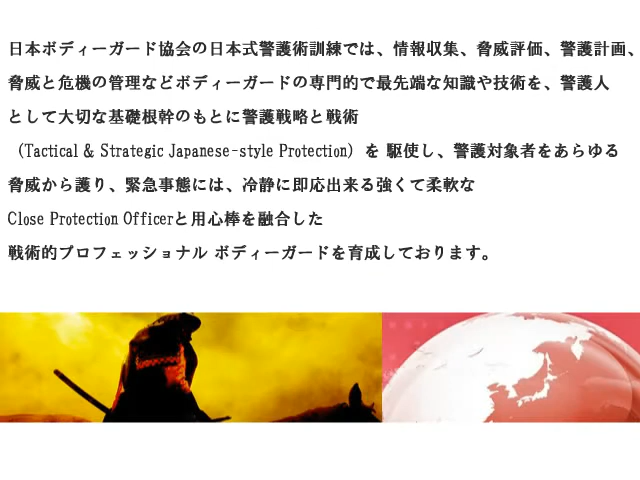 日本ボディーガード協会の日本式警護術訓練では、情報収集、脅威評価、警護計画、
脅威と危機の管理などボディーガードの専門的で最先端な知識や技術を、警護人
として大切な基礎根幹のもとに警護戦略と戦術
（Tactical & Strategic Japanese-style Protection）を 駆使し、警護対象者をあらゆる
脅威から護り、緊急事態には、冷静に即応出来る強くて柔軟な
Close Protection Officerと用心棒を融合した
戦術的プロフェッショナル ボディーガードを育成しております。